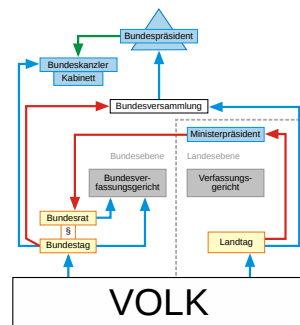 Bundespräsident
Bundeskanzler
Kabinett
Bundesversammlung
Ministerpräsident
Bundesebene
Landesebene
Bundesver-
fassungsgericht
Verfassungs-
gericht
Bundesrat
§
Bundestag
Landtag
VOLK